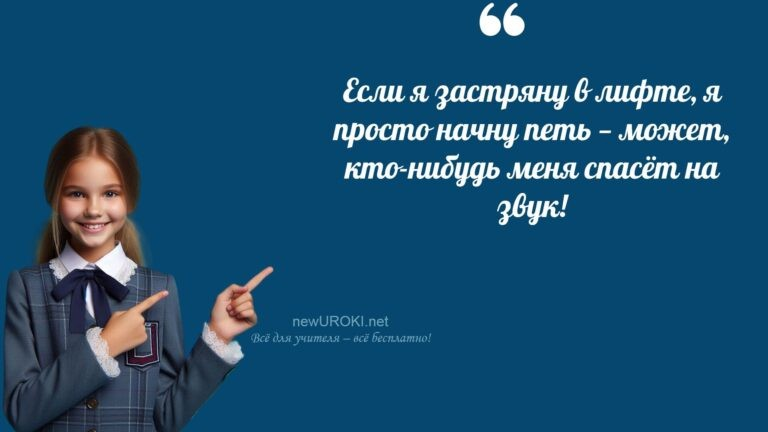 “
Если я застряну в лифте, я
просто начну петь – может,
кто-нибудь меня спасёт на
звук!
newUROKI.net
Всё для учителя – всё бесплатно!